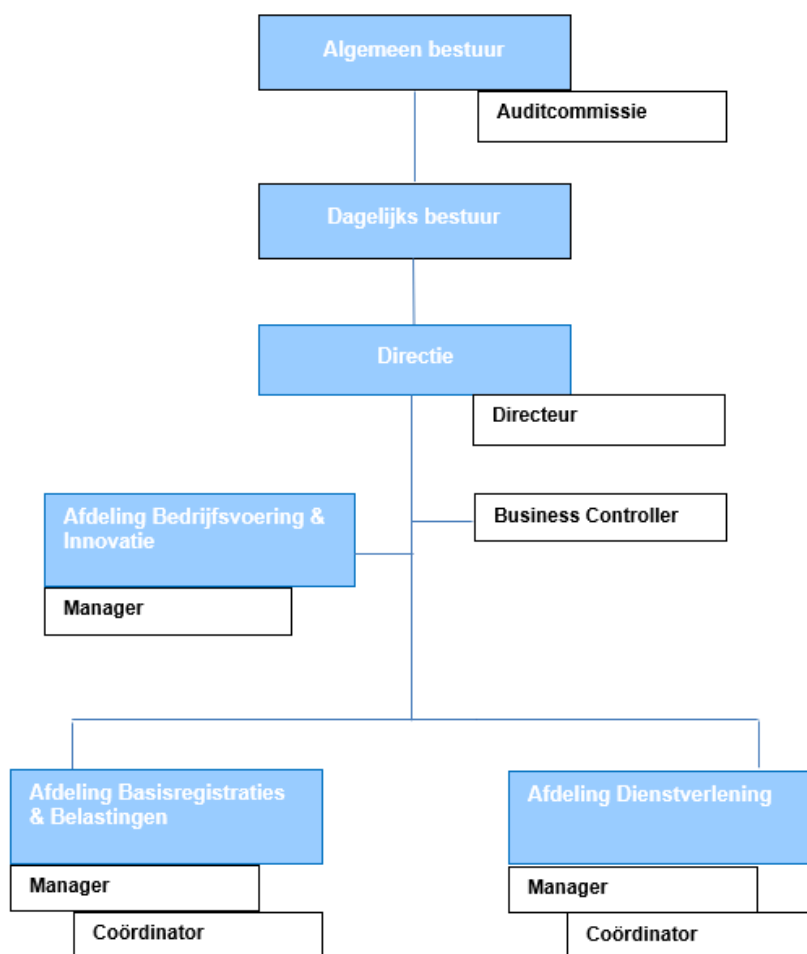 Algemeen bestuur
Auditcommissie
Dagelijks bestuur
Directie
Directeur
Afdeling Bedrijfsvoering &
Innovatie
Business Controller
Manager
Afdeling Basisregistraties
& Belastingen
Afdeling Dienstverlening
Manager
Manager
Coördinator
Coördinator